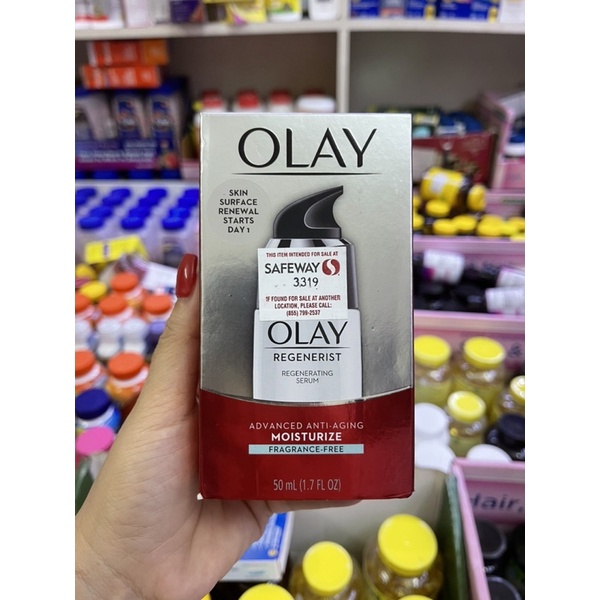 OLAY
SKIN
SURFACE
RENEWAL
STARTS
DAY 1
THIS ITEM INTENDED FOR SALE AT
SAFEWAY
3319
IF FOUND FOR SALE AT ANOTHER
LOCATION, PLEASE CALL:
(855) 799-2537
OLAY
REGENERIST
REGENERATING
SERUM
ADVANCED ANTI-AGING
MOISTURIZE
FRAGRANCE-FREE
50 mL (1.7 FL OZ)
Hair,